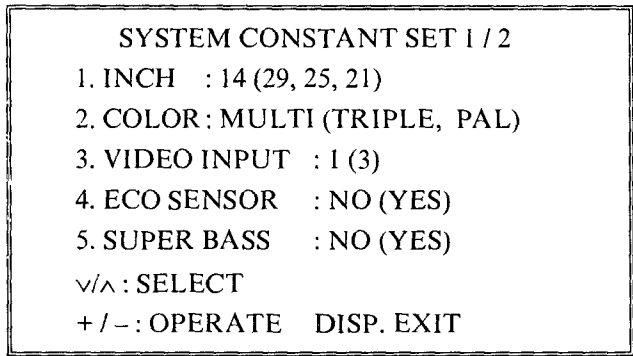 SYSTEM CONSTANT SET 1 / 2
1. INCH : 14 (29, 25, 21)
2. COLOR : MULTI (TRIPLE, PAL)
3. VIDEO INPUT : 1 (3)
4. ECO SENSOR : NO (YES)
5. SUPER BASS : NO (YES)
∨/∧ : SELECT
+ / – : OPERATE DISP. EXIT